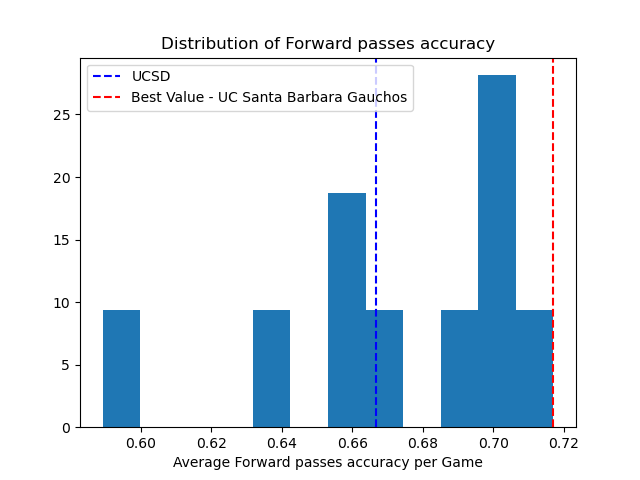 Distribution of Forward passes accuracy
UCSD
Best Value - UC Santa Barbara Gauchos
25
20
15
10
5
0
0.60 0.62 0.64 0.66 0.68 0.70 0.72
Average Forward passes accuracy per Game